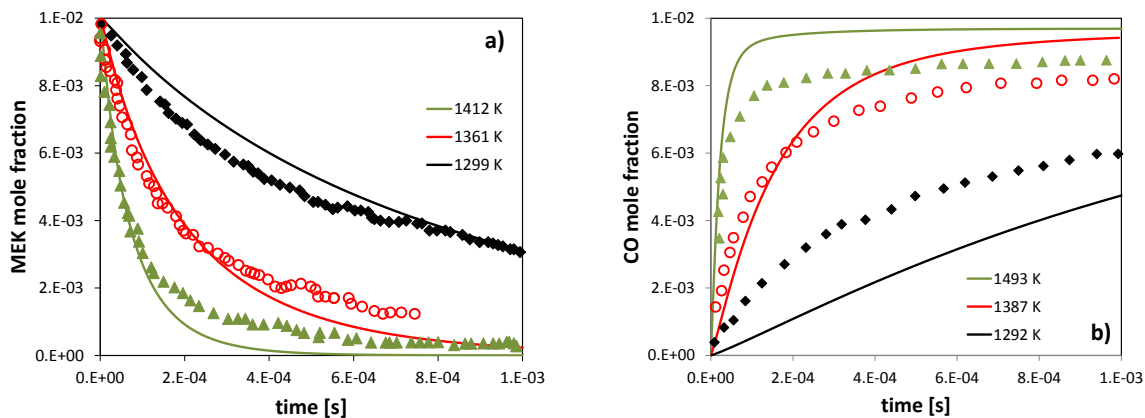 1.E-02
8.E-03
6.E-03
4.E-03
2.E-03
0.E+00
MEK mole fraction
a)
1412 K
1361 K
1299 K
0.E+00 2.E-04 4.E-04 6.E-04 8.E-04 1.E-03
time [s]
1.E-02
8.E-03
6.E-03
4.E-03
2.E-03
0.E+00
CO mole fraction
1493 K
1387 K
1292 K
b)
0.E+00 2.E-04 4.E-04 6.E-04 8.E-04 1.E-03
time [s]